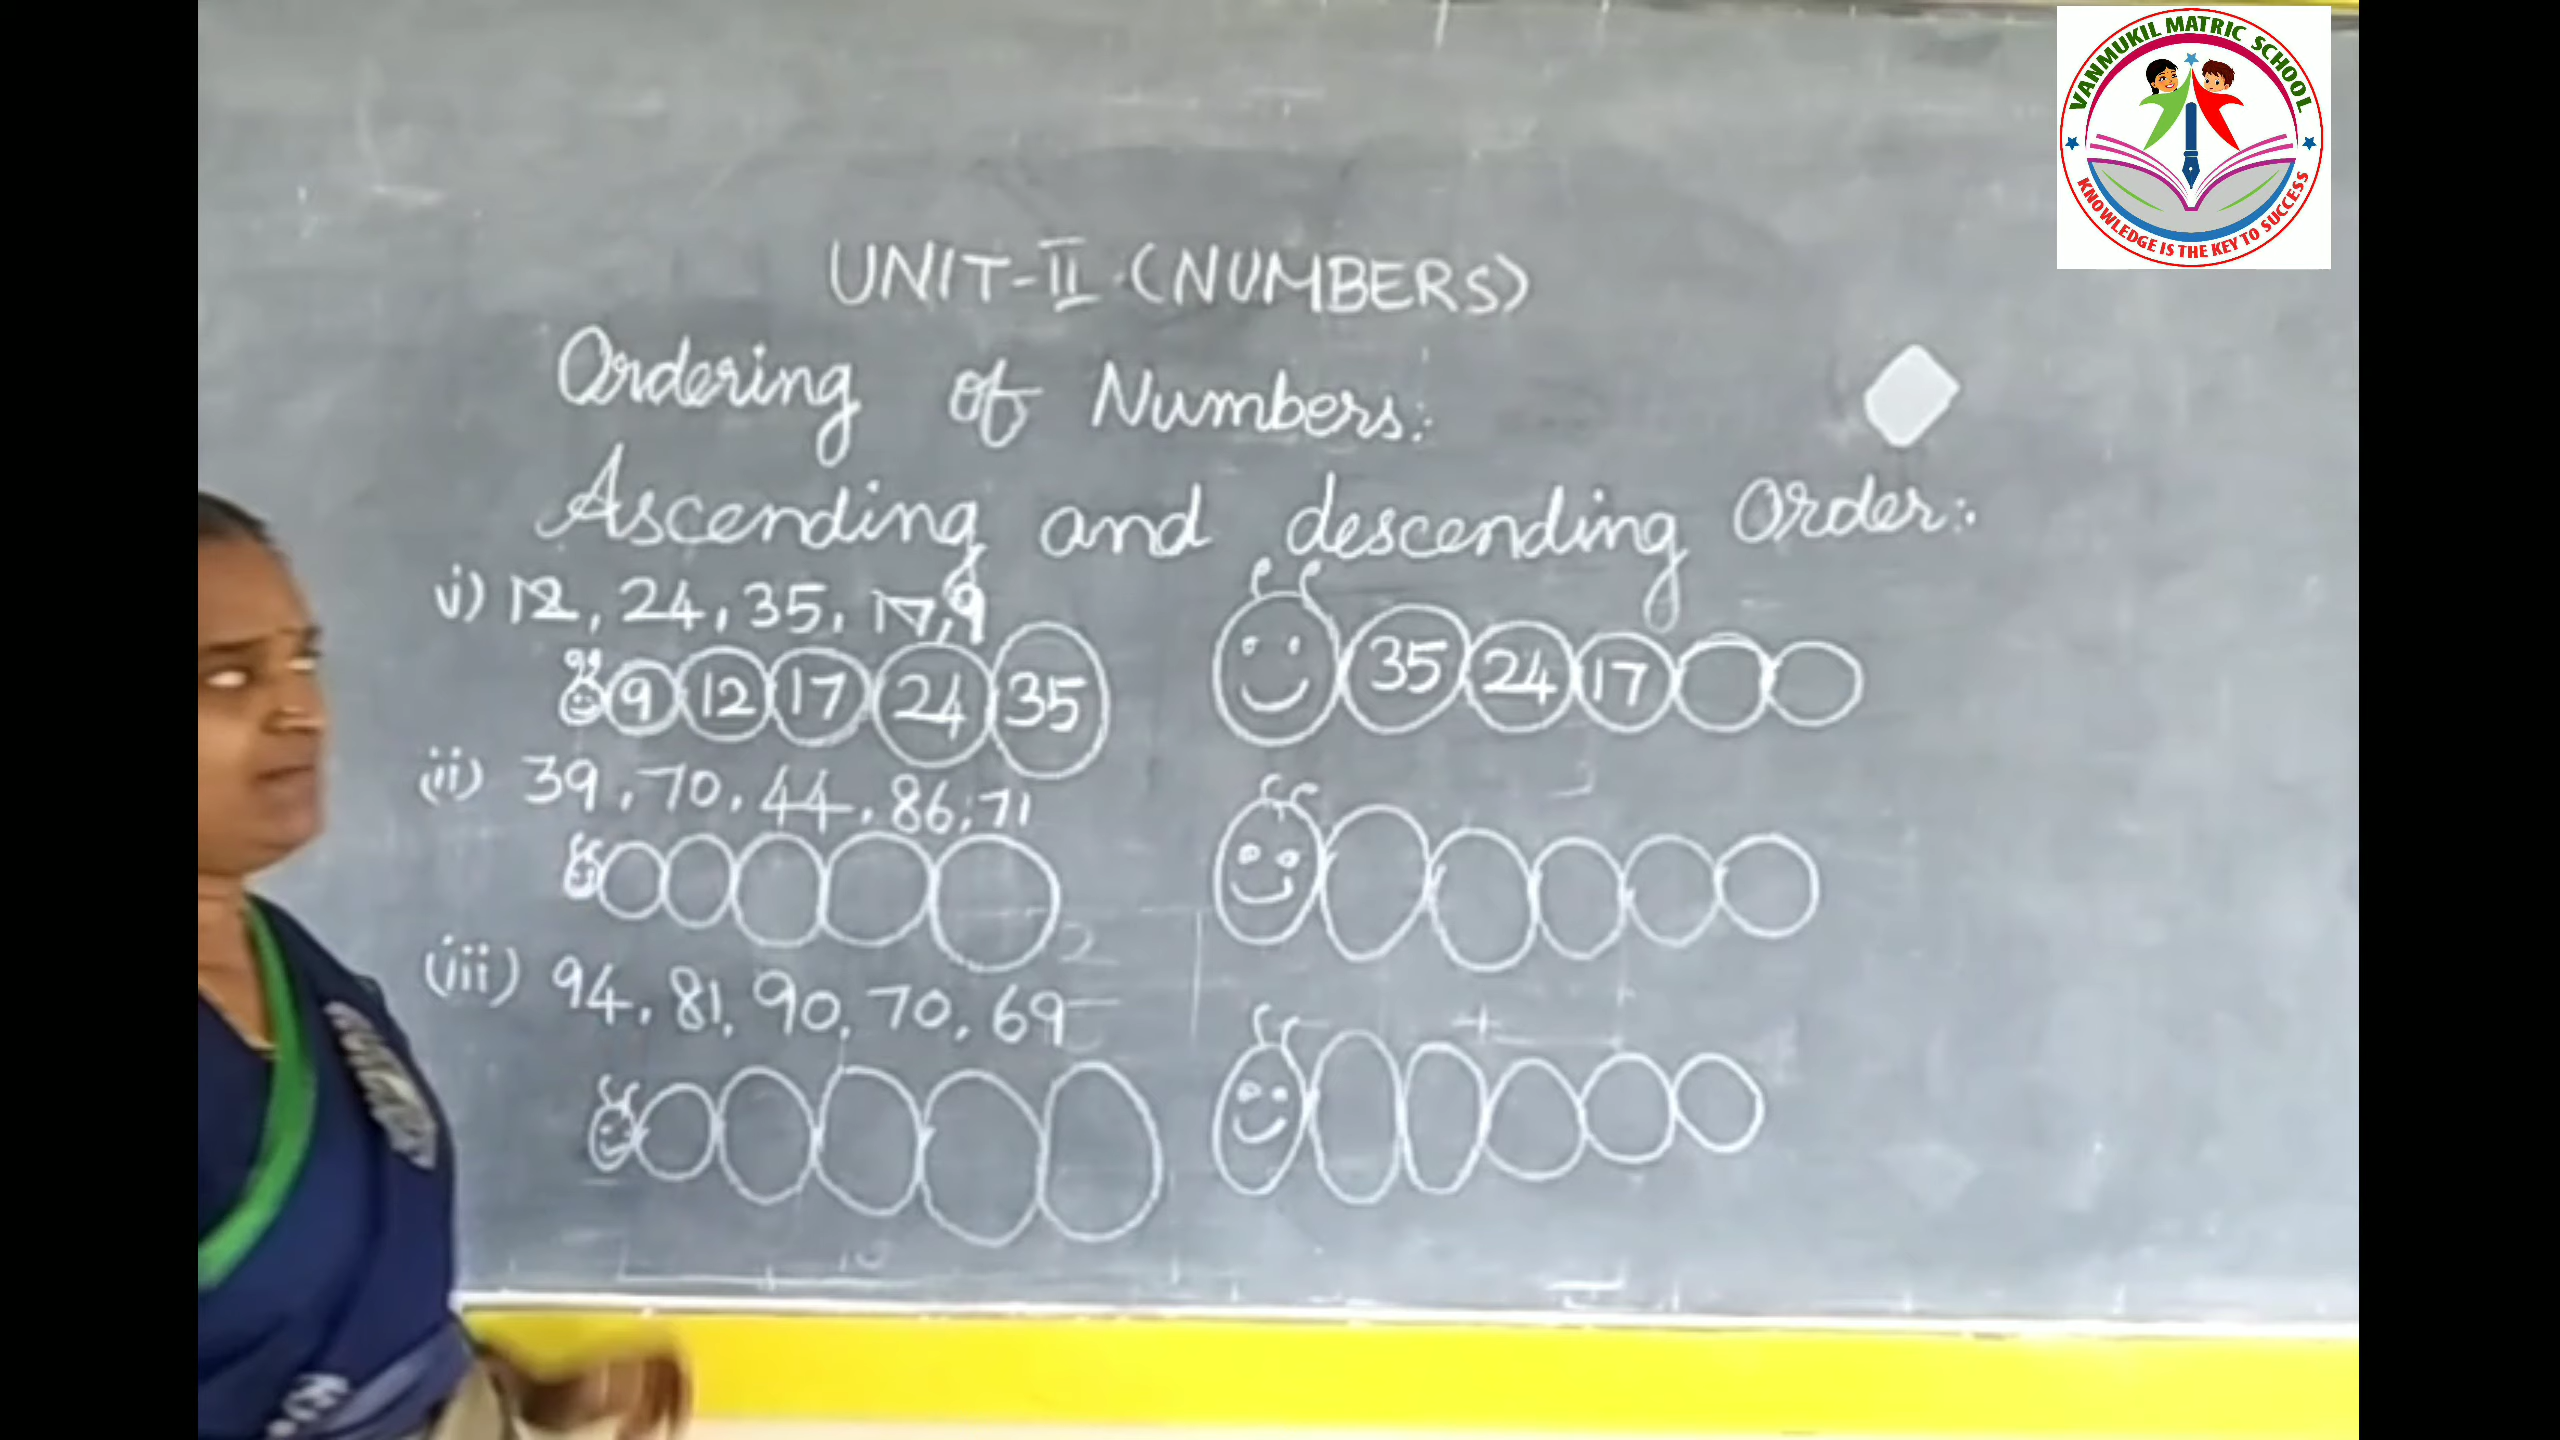 VANMUKIL MATRIC SCHOOL
KNOWLEDGE IS THE KEY TO SUCCESS
UNIT-II (NUMBERS)
Ordering of Numbers:
Ascending and descending Order:
i) 12, 24, 35, 17, 9
9 12 17 24 35
35 24 17
(ii) 39, 70, 44, 86, 71
(iii) 94, 81, 90, 70, 69